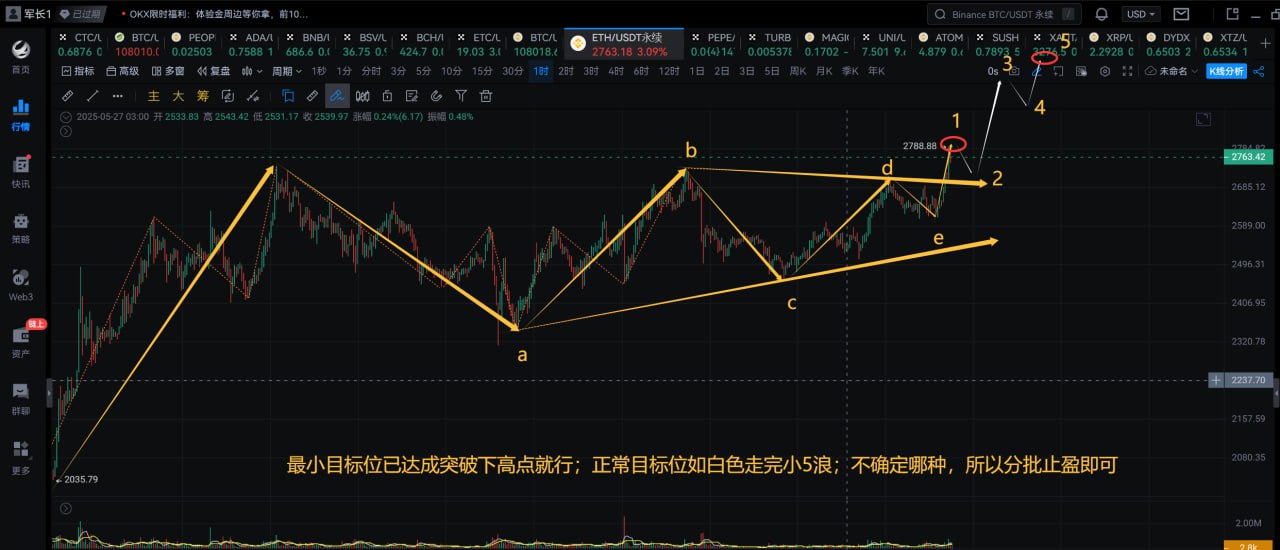 军长1 已过期 OKX限时福利：体验金周边等你拿，前10… Binance BTC/USDT 永续 USD
CTC/U BTC/U PEOPI ADA/U BNB/U BSV/U BCH/U ETC/U BTC/U ETH/USDT永续 PEPE/ TURB MAGIC UNI/U ATOM SUSH XRP/U DYDX XTZ/U
0.6876 108010.0 0.02503 0.7588 686.6 36.75 424.7 19.03 108018.6 2763.18 3.09% 0.0{4}14 0.005378 0.1702 7.501 4.879 0.7893 2.2928 0.6503 0.6534
首页
行情
快讯
策略
Web3
链上
资产
群聊
更多
指标 高级 多窗 复盘 周期 1秒 1分 分时 3分 5分 10分 15分 30分 1时 2时 3时 4时 6时 12时 1日 2日 3日 5日 周K 月K 季K 年K 0s 未命名 K线分析
主 大 筹
2025-05-27 03:00 开 2533.83 高 2543.42 低 2531.17 收 2539.97 涨幅 0.24%(6.17) 振幅 0.48%
5
3
4
1
2788.88
b
d
2
e
c
a
2763.42
2685.12
2589.00
2496.31
2406.95
2320.78
2237.70
2157.59
2080.35
最小目标位已达成突破下高点就行；正常目标位如白色走完小5浪；不确定哪种，所以分批止盈即可
2035.79
2.00M
2.8k